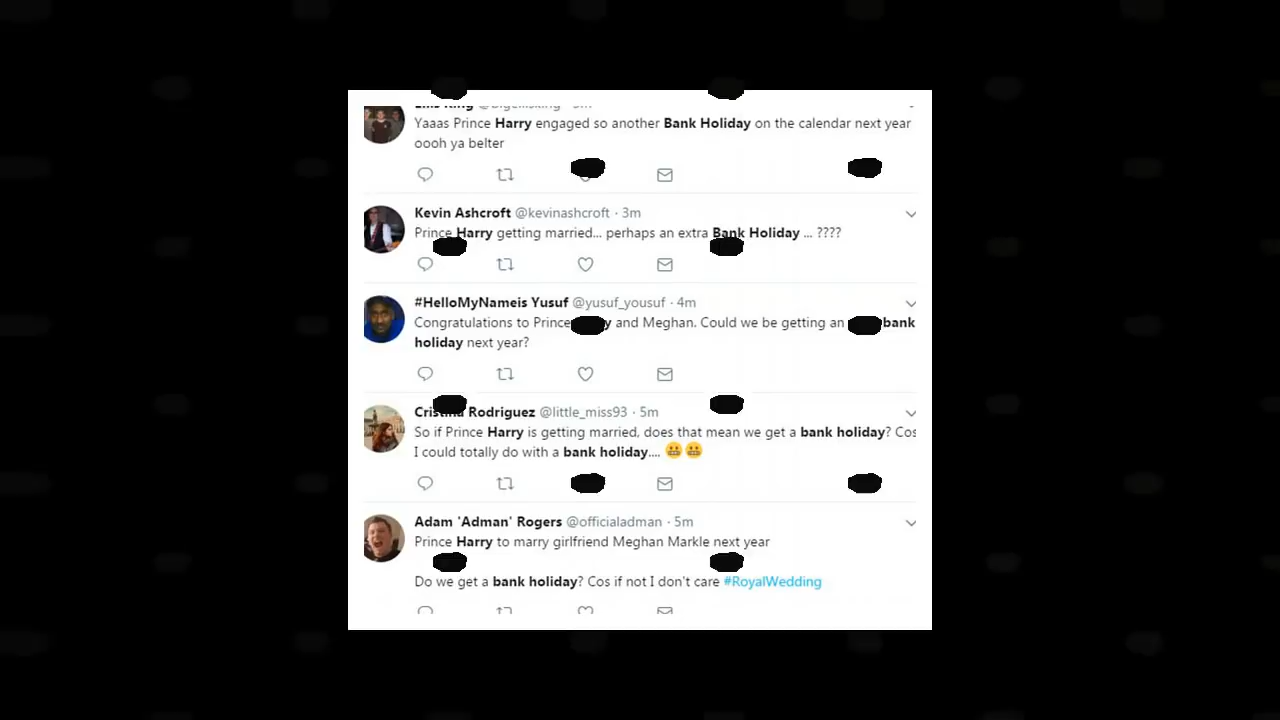 Yaaas Prince Harry engaged so another Bank Holiday on the calendar next year
oooh ya belter
Kevin Ashcroft @kevinashcroft · 3m
Prince Harry getting married... perhaps an extra Bank Holiday ... ????
#HelloMyNameis Yusuf @yusuf_yousuf · 4m
Congratulations to Prince and Meghan. Could we be getting an bank
holiday next year?
Cristina Rodriguez @little_miss93 · 5m
So if Prince Harry is getting married, does that mean we get a bank holiday? Cos
I could totally do with a bank holiday.... 😬😬
Adam 'Adman' Rogers @officialadman · 5m
Prince Harry to marry girlfriend Meghan Markle next year
Do we get a bank holiday? Cos if not I don't care #RoyalWedding